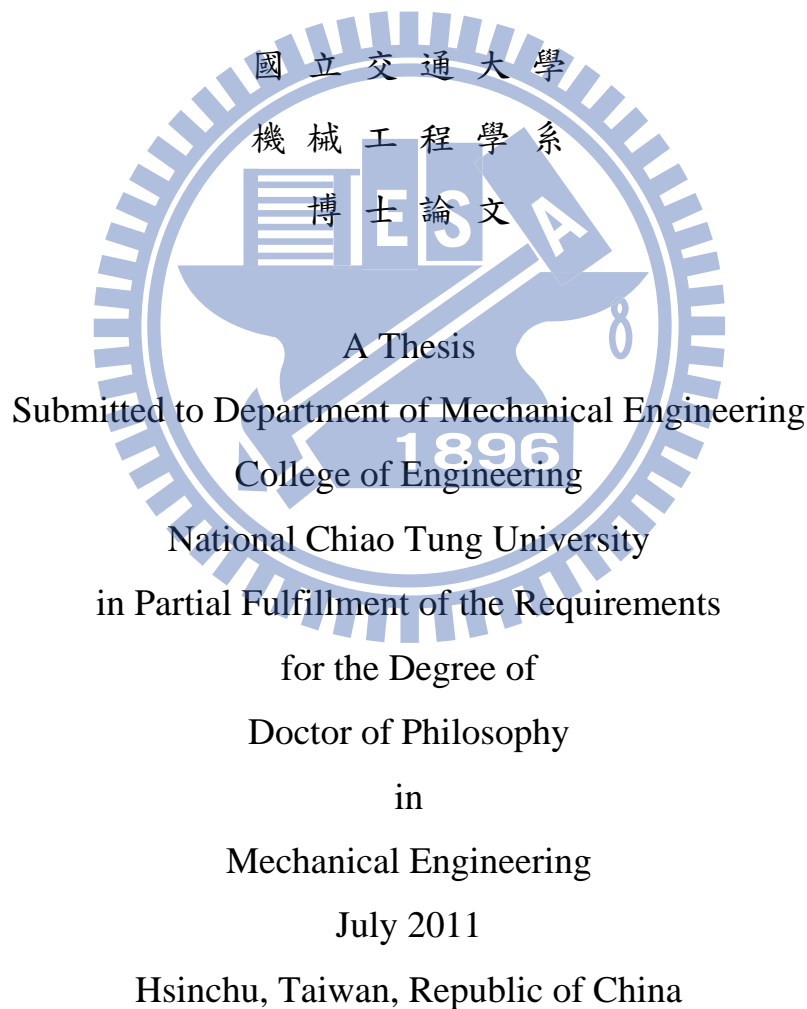 國立交通大學
機械工程學系
博士論文
E S A
8
A Thesis
Submitted to Department of Mechanical Engineering
1896
College of Engineering
National Chiao Tung University
in Partial Fulfillment of the Requirements
for the Degree of
Doctor of Philosophy
in
Mechanical Engineering
July 2011
Hsinchu, Taiwan, Republic of China